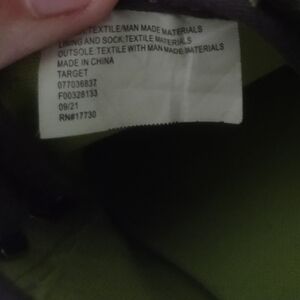 TEXTILE/MAN MADE MATERIALS
LINING AND SOCK:TEXTILE MATERIALS
OUTSOLE:TEXTILE WITH MAN MADE MATERIALS
MADE IN CHINA
TARGET
077036837
F00328133
09/21
RN#17730